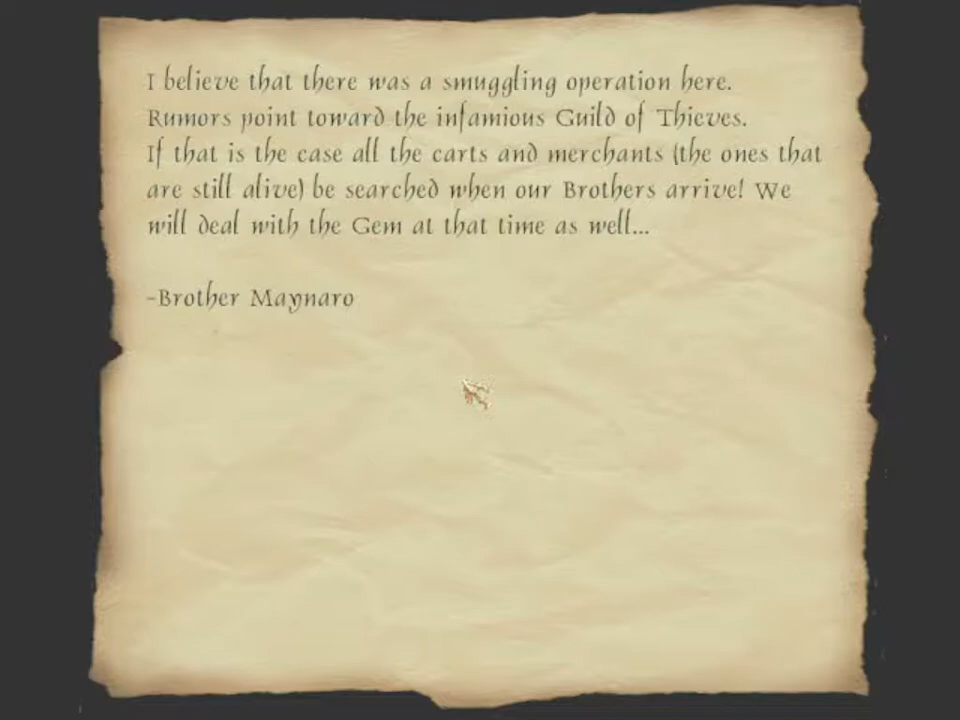 I believe that there was a smuggling operation here.
Rumors point toward the infamious Guild of Thieves.
If that is the case all the carts and merchants (the ones that
are still alive) be searched when our Brothers arrive! We
will deal with the Gem at that time as well...
-Brother Maynaro